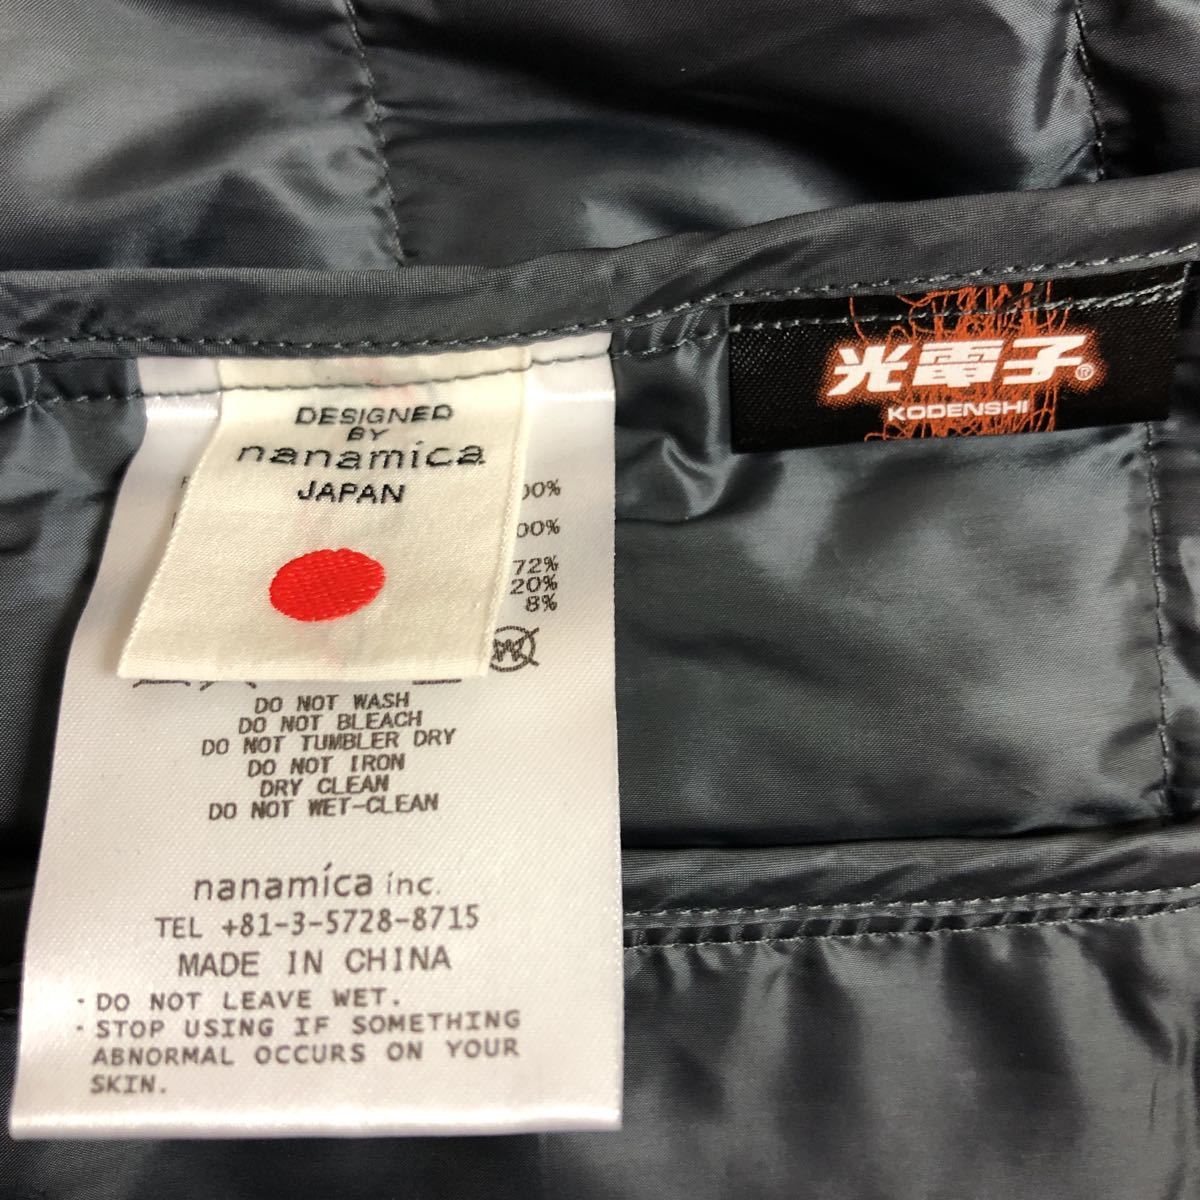 DESIGNED
BY
nanamica
JAPAN
72%
20%
8%
DO NOT WASH
DO NOT BLEACH
DO NOT TUMBLER DRY
DO NOT IRON
DRY CLEAN
DO NOT WET-CLEAN
nanamica inc.
TEL +81-3-5728-8715
MADE IN CHINA
・DO NOT LEAVE WET.
・STOP USING IF SOMETHING
ABNORMAL OCCURS ON YOUR
SKIN.
光電子®
KODENSHI